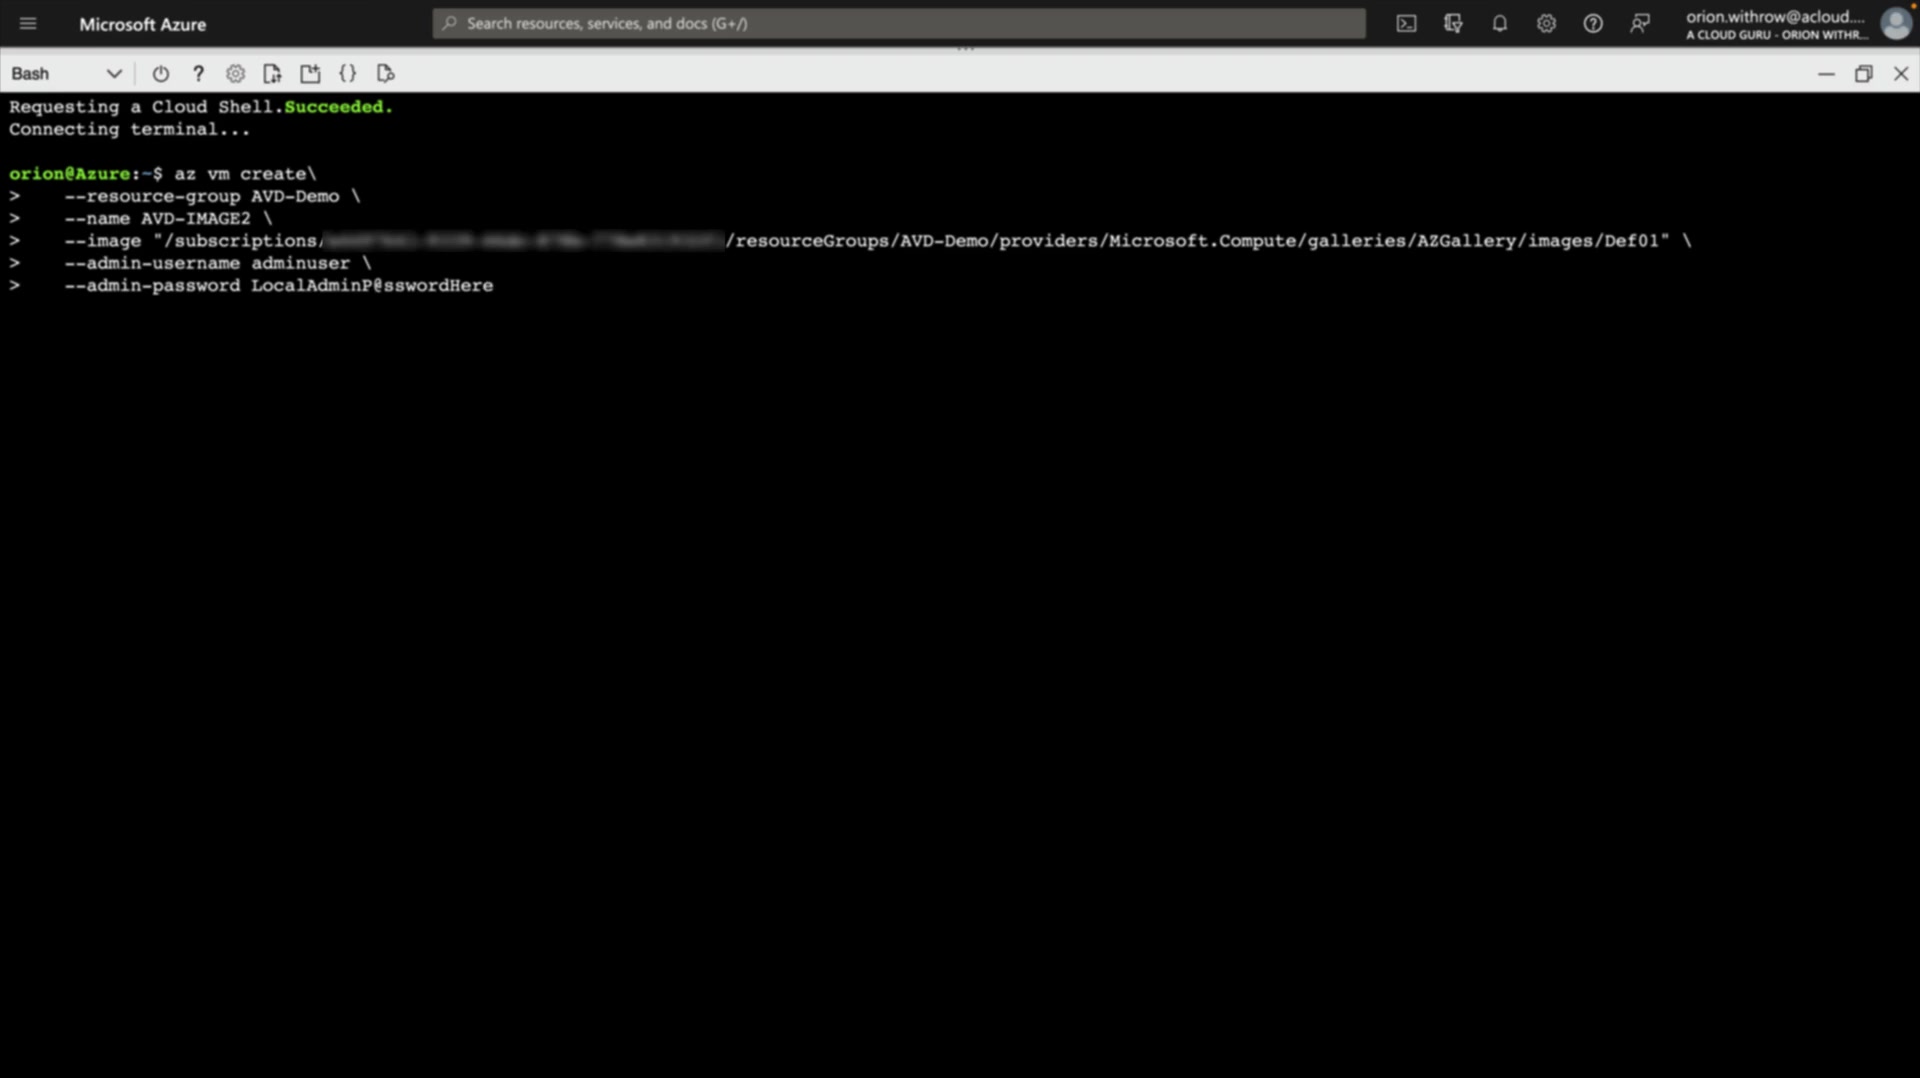 Microsoft Azure
Search resources, services, and docs (G+/)
orion.withrow@acloud....
A CLOUD GURU - ORION WITHR...
Bash
Requesting a Cloud Shell.Succeeded.
Connecting terminal...
orion@Azure:~$ az vm create\
>    --resource-group AVD-Demo \
>    --name AVD-IMAGE2 \
>    --image "/subscriptions/ /resourceGroups/AVD-Demo/providers/Microsoft.Compute/galleries/AZGallery/images/Def01" \
>    --admin-username adminuser \
>    --admin-password LocalAdminP@sswordHere